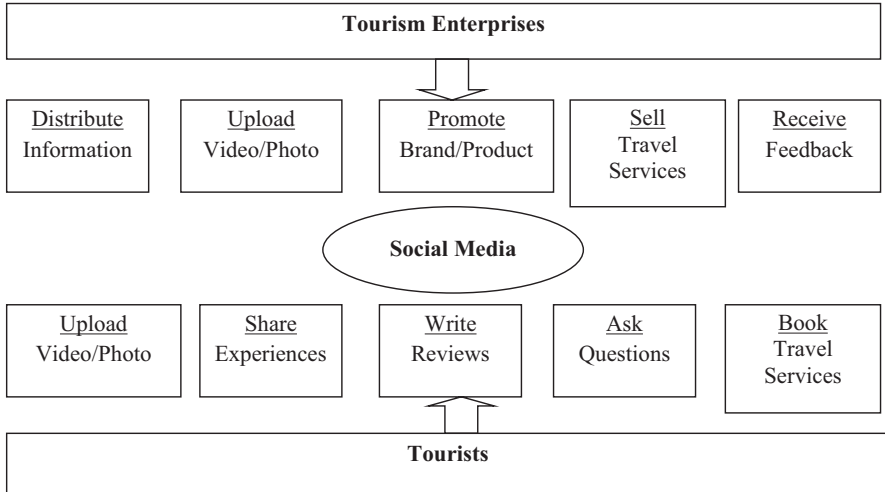 Tourism Enterprises
Distribute
Information
Upload
Video/Photo
Promote
Brand/Product
Sell
Travel
Services
Receive
Feedback
Social Media
Upload
Video/Photo
Share
Experiences
Write
Reviews
Ask
Questions
Book
Travel
Services
Tourists